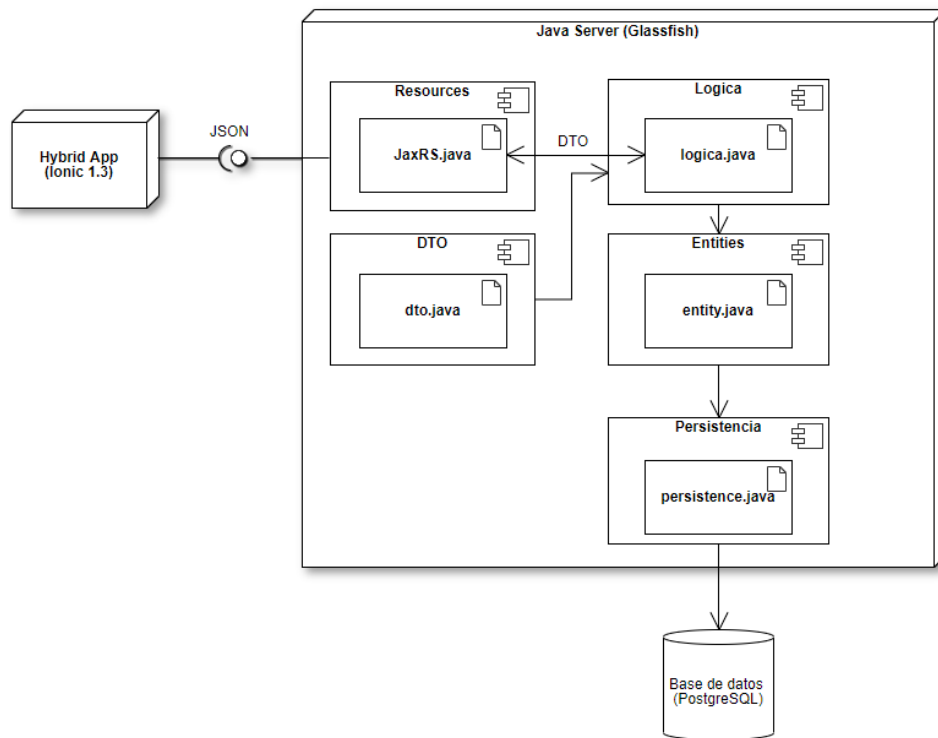 Java Server (Glassfish)
Resources
JaxRS.java
DTO
Logica
logica.java
JSON
Hybrid App
(Ionic 1.3)
DTO
dto.java
Entities
entity.java
Persistencia
persistence.java
Base de datos
(PostgreSQL)